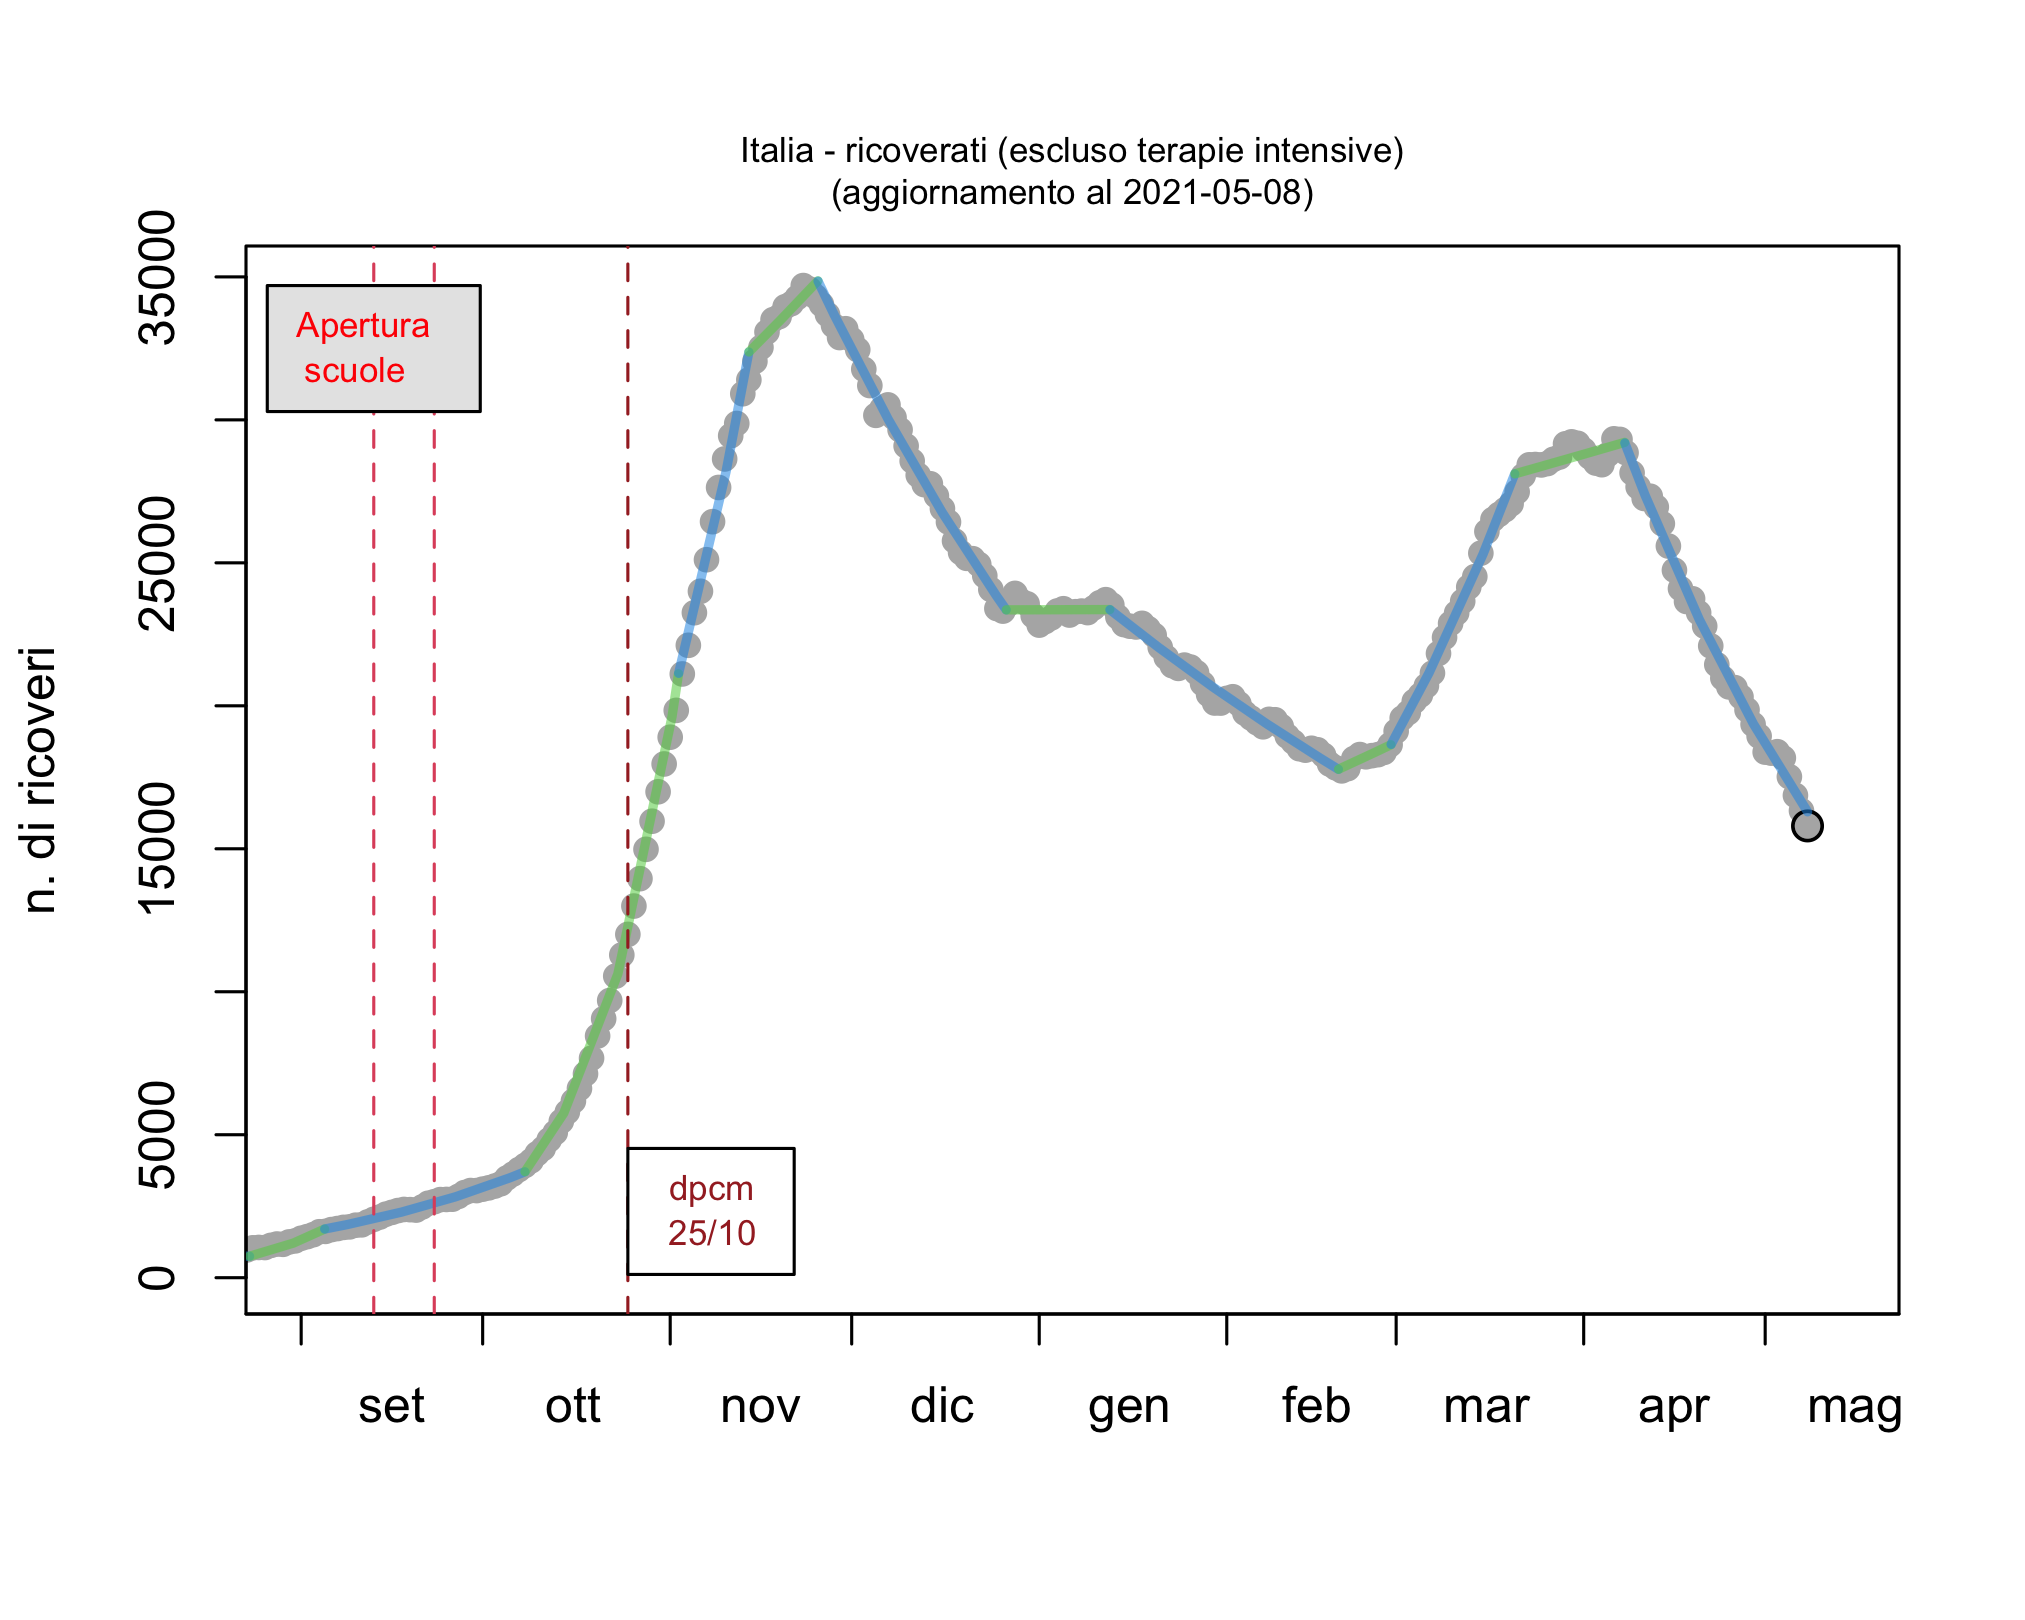 Italia - ricoverati (escluso terapie intensive)
(aggiornamento al 2021-05-08)
n. di ricoveri
35000
25000
15000
5000
0
Apertura
scuole
dpcm
25/10
set ott nov dic gen feb mar apr mag